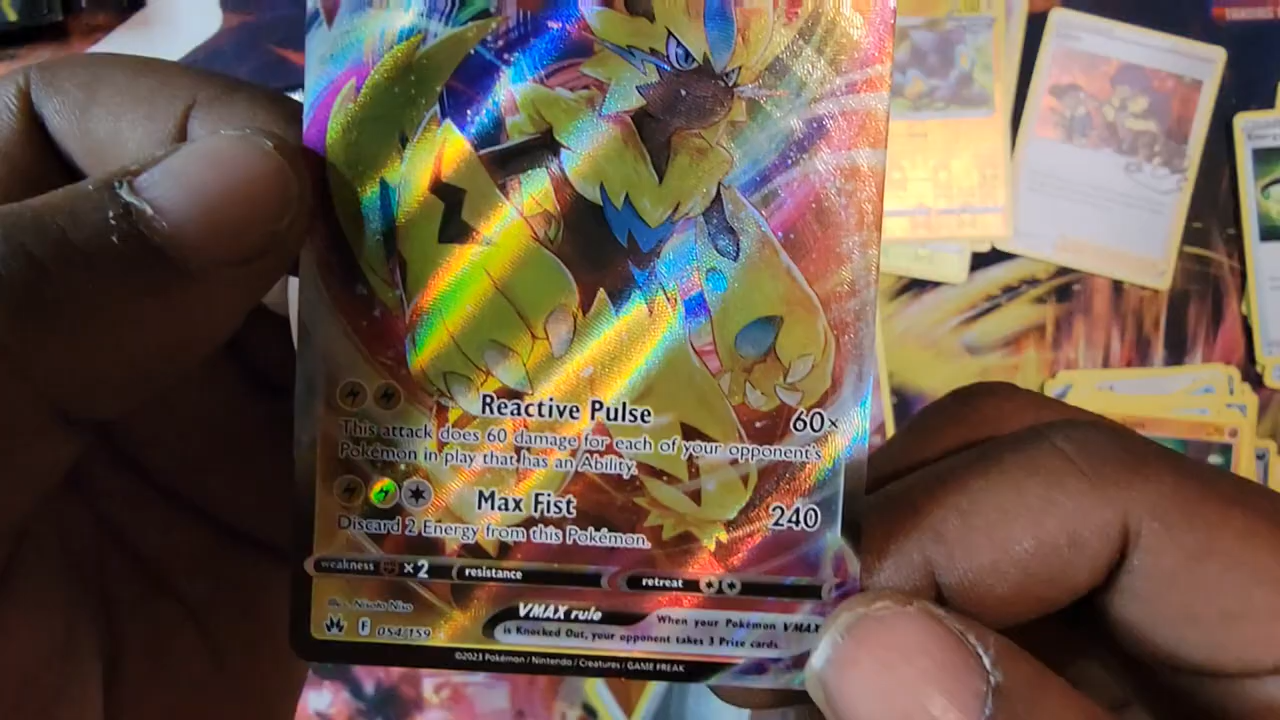 Reactive Pulse 60×
This attack does 60 damage for each of your opponent's
Pokémon in play that has an Ability.
Max Fist 240
Discard 2 Energy from this Pokémon.
weakness ×2 resistance retreat
VMAX rule When your Pokémon VMAX
is Knocked Out, your opponent takes 3 Prize cards.
F 054/159
©2023 Pokémon / Nintendo / Creatures / GAME FREAK